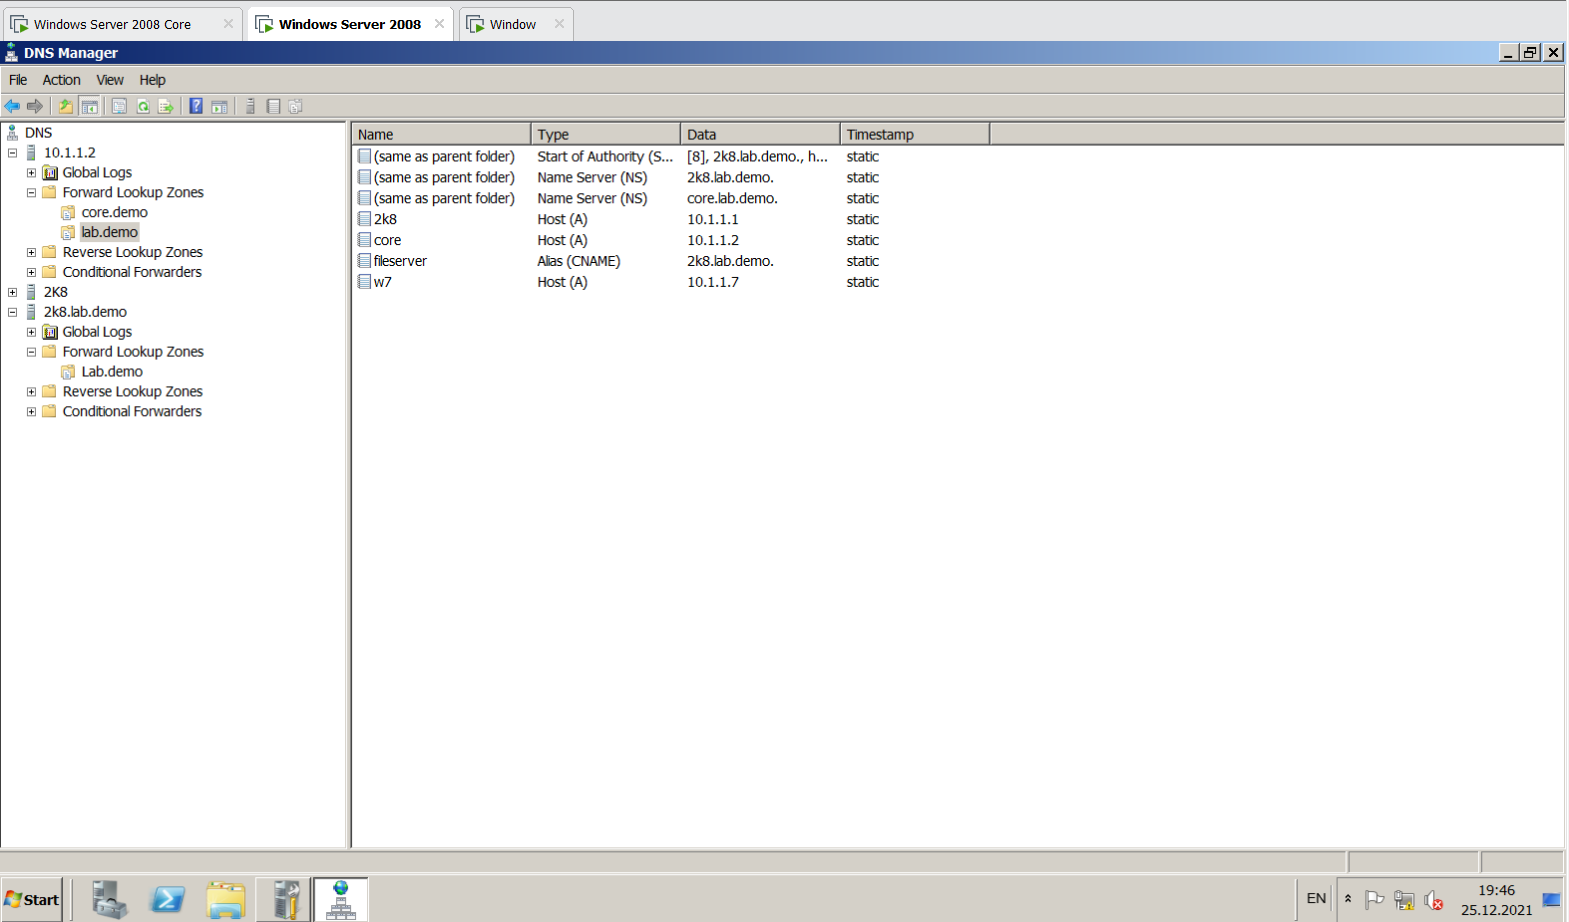 Windows Server 2008 Core
Windows Server 2008
Window
DNS Manager
File Action View Help
DNS
10.1.1.2
Global Logs
Forward Lookup Zones
core.demo
lab.demo
Reverse Lookup Zones
Conditional Forwarders
2K8
2k8.lab.demo
Global Logs
Forward Lookup Zones
Lab.demo
Reverse Lookup Zones
Conditional Forwarders
Name Type Data Timestamp
(same as parent folder) Start of Authority (S... [8], 2k8.lab.demo., h... static
(same as parent folder) Name Server (NS) 2k8.lab.demo. static
(same as parent folder) Name Server (NS) core.lab.demo. static
2k8 Host (A) 10.1.1.1 static
core Host (A) 10.1.1.2 static
fileserver Alias (CNAME) 2k8.lab.demo. static
w7 Host (A) 10.1.1.7 static
Start
EN
19:46
25.12.2021